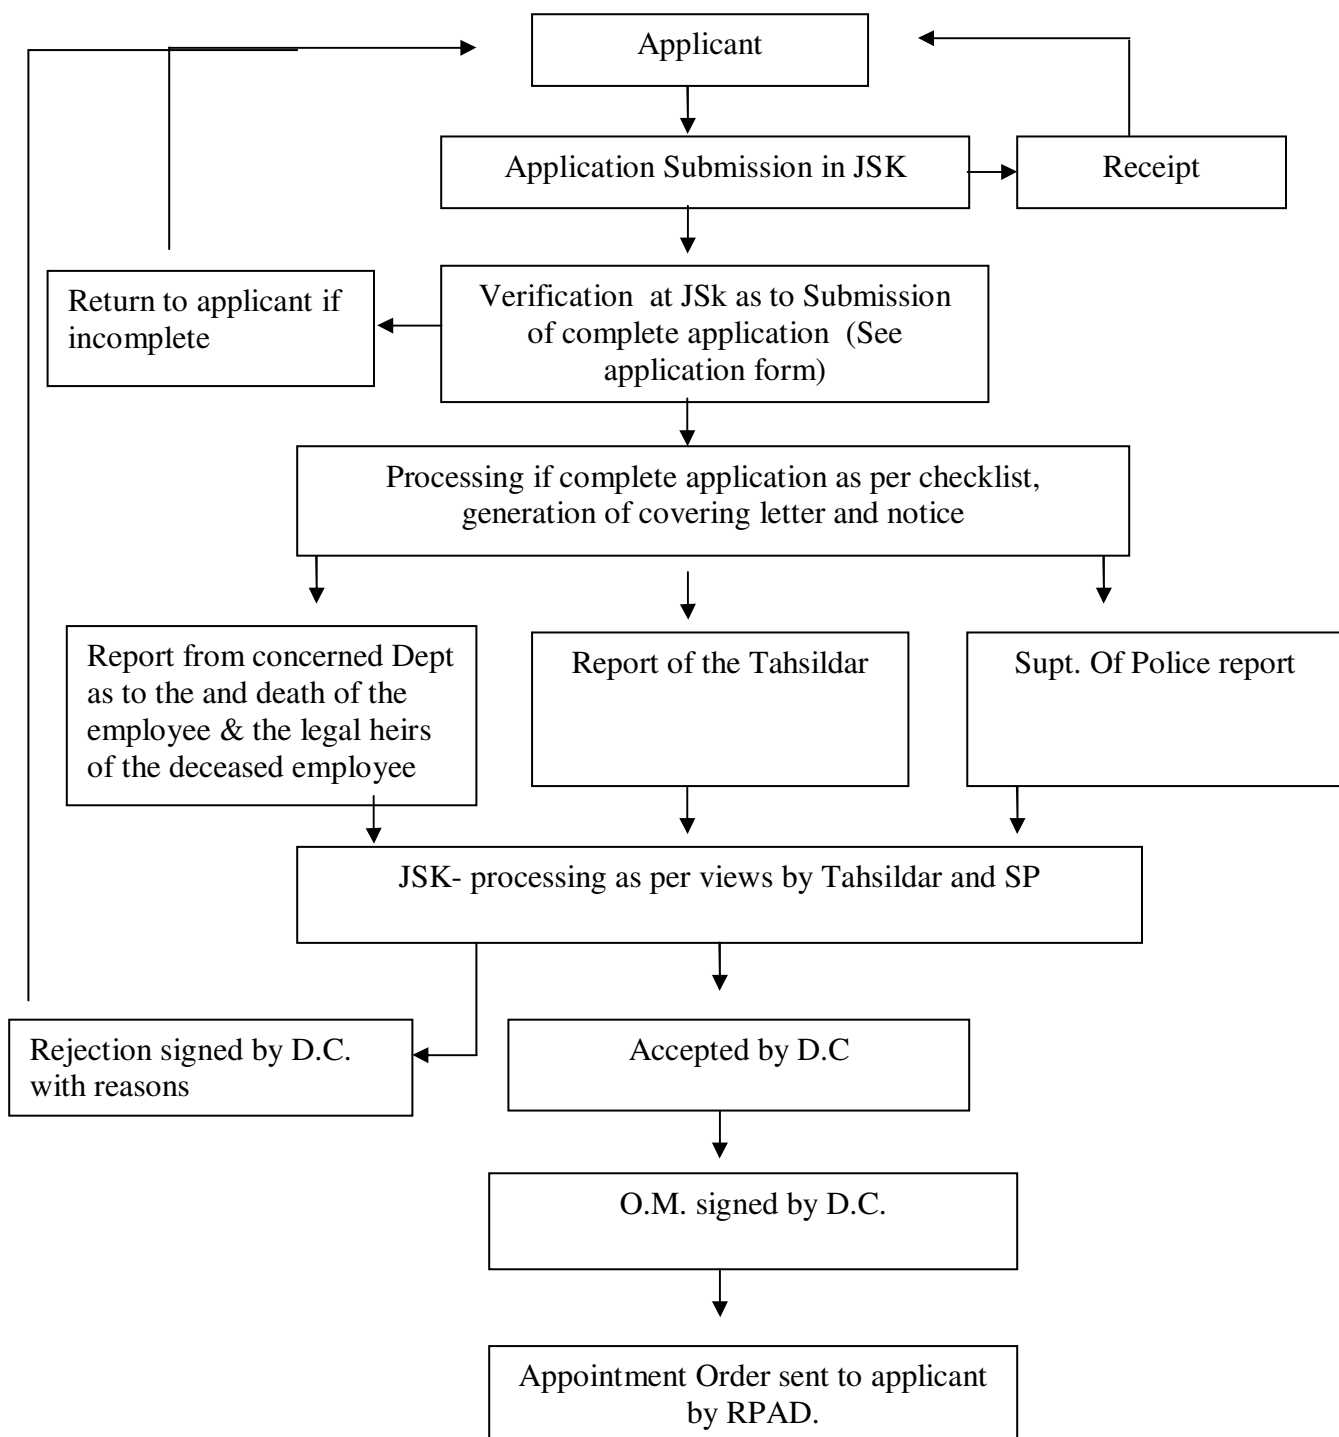 Applicant
Application Submission in JSK
Receipt
Return to applicant if
incomplete
Verification at JSk as to Submission
of complete application (See
application form)
Processing if complete application as per checklist,
generation of covering letter and notice
Report from concerned Dept
as to the and death of the
employee & the legal heirs
of the deceased employee
Report of the Tahsildar
Supt. Of Police report
JSK- processing as per views by Tahsildar and SP
Rejection signed by D.C.
with reasons
Accepted by D.C
O.M. signed by D.C.
Appointment Order sent to applicant
by RPAD.